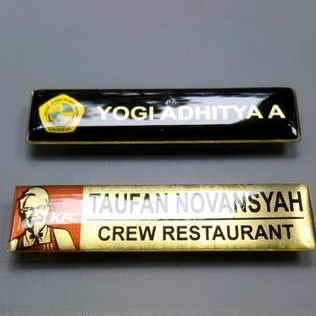 YOGI ADHITYA A
KFC
TAUFAN NOVANSYAH
CREW RESTAURANT